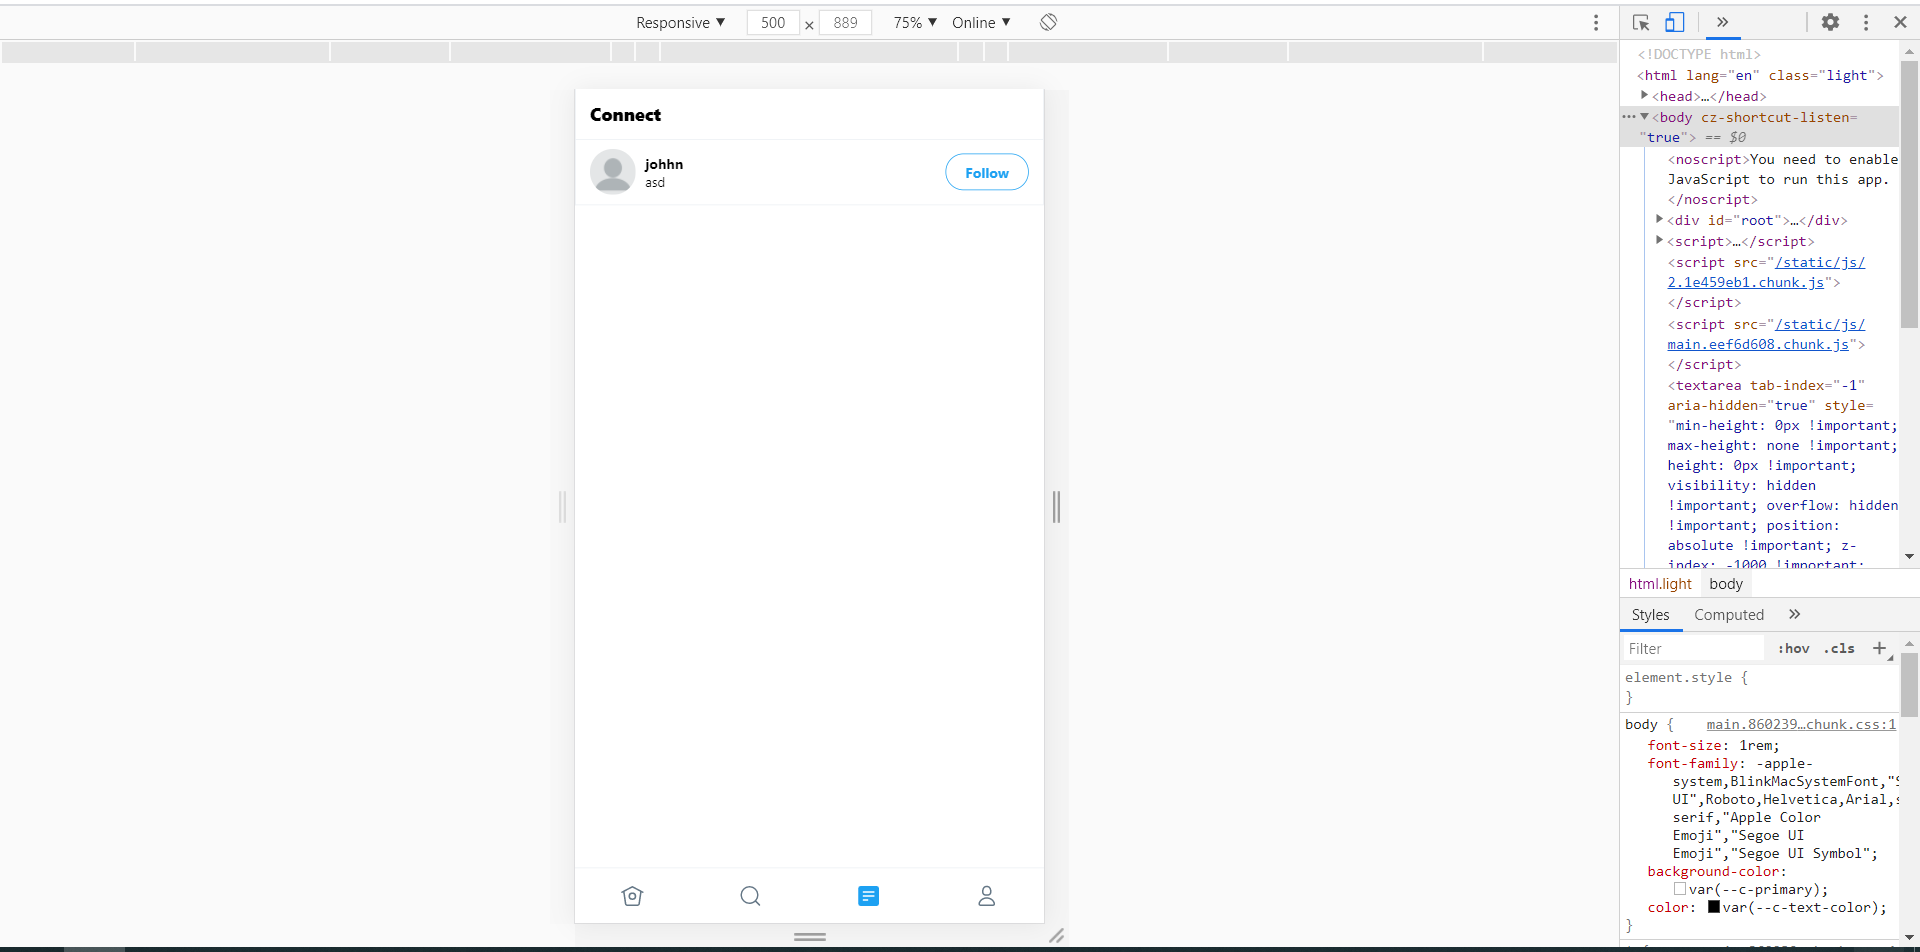 Responsive ▼ 500 × 889 75% ▼ Online ▼
Connect
johhn
asd
Follow
<!DOCTYPE html>
<html lang="en" class="light">
<head>…</head>
<body cz-shortcut-listen=
"true"> == $0
<noscript>You need to enable
JavaScript to run this app.
</noscript>
<div id="root">…</div>
<script>…</script>
<script src="/static/js/
2.1e459eb1.chunk.js">
</script>
<script src="/static/js/
main.eef6d608.chunk.js">
</script>
<textarea tab-index="-1"
aria-hidden="true" style=
"min-height: 0px !important;
max-height: none !important;
height: 0px !important;
visibility: hidden
!important; overflow: hidden
!important; position:
absolute !important; z-
index: -1000 !important;
html.light body
Styles Computed »
Filter :hov .cls +
element.style {
}
body { main.860239…chunk.css:1
font-size: 1rem;
font-family: -apple-
system,BlinkMacSystemFont,"S
UI",Roboto,Helvetica,Arial,s
serif,"Apple Color
Emoji","Segoe UI
Emoji","Segoe UI Symbol";
background-color:
var(--c-primary);
color: var(--c-text-color);
}